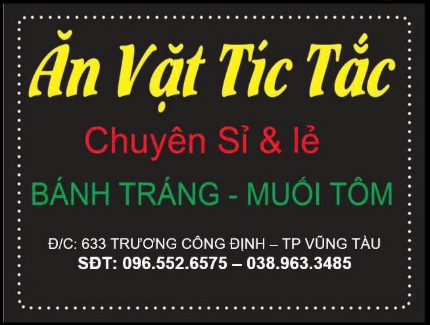 Ăn Vặt Tíc Tắc
Chuyên Sỉ & lẻ
BÁNH TRÁNG - MUỐI TÔM
Đ/C: 633 TRƯƠNG CÔNG ĐỊNH – TP VŨNG TÀU
SĐT: 096.552.6575 – 038.963.3485